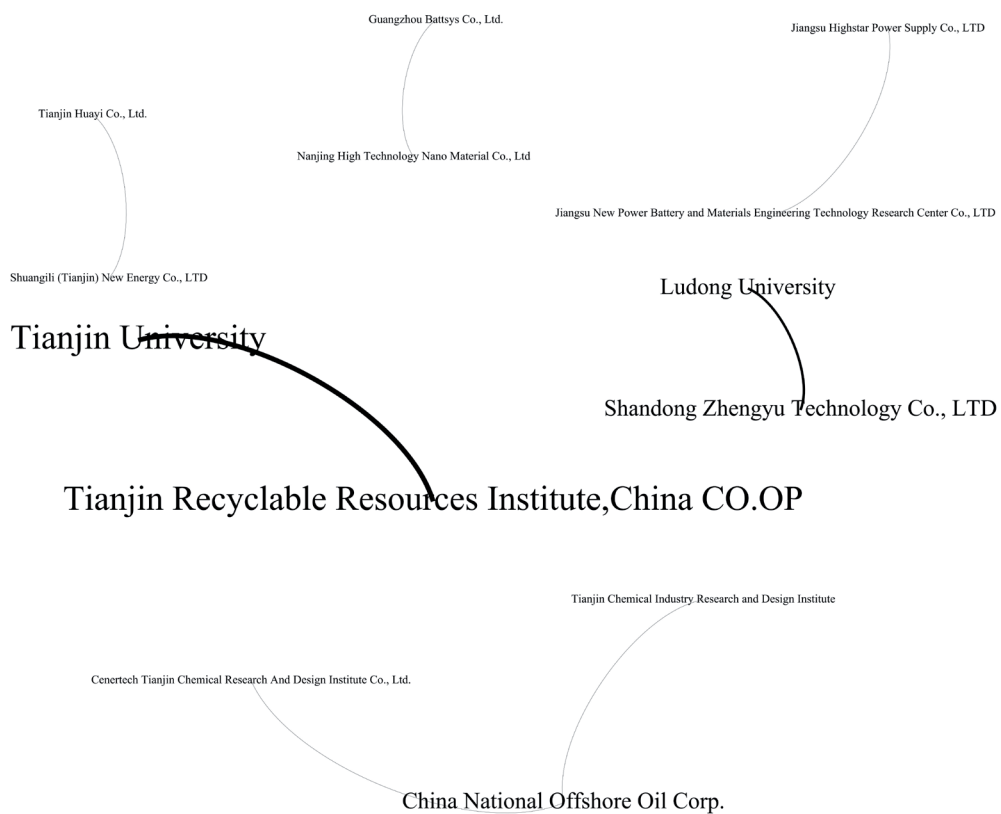 Guangzhou Battsys Co., Ltd.
Jiangsu Highstar Power Supply Co., LTD
Tianjin Huayi Co., Ltd.
Nanjing High Technology Nano Material Co., Ltd
Jiangsu New Power Battery and Materials Engineering Technology Research Center Co., LTD
Shuangili (Tianjin) New Energy Co., LTD
Ludong University
Tianjin University
Shandong Zhengyu Technology Co., LTD
Tianjin Recyclable Resources Institute,China CO.OP
Tianjin Chemical Industry Research and Design Institute
Cenertech Tianjin Chemical Research And Design Institute Co., Ltd.
China National Offshore Oil Corp.